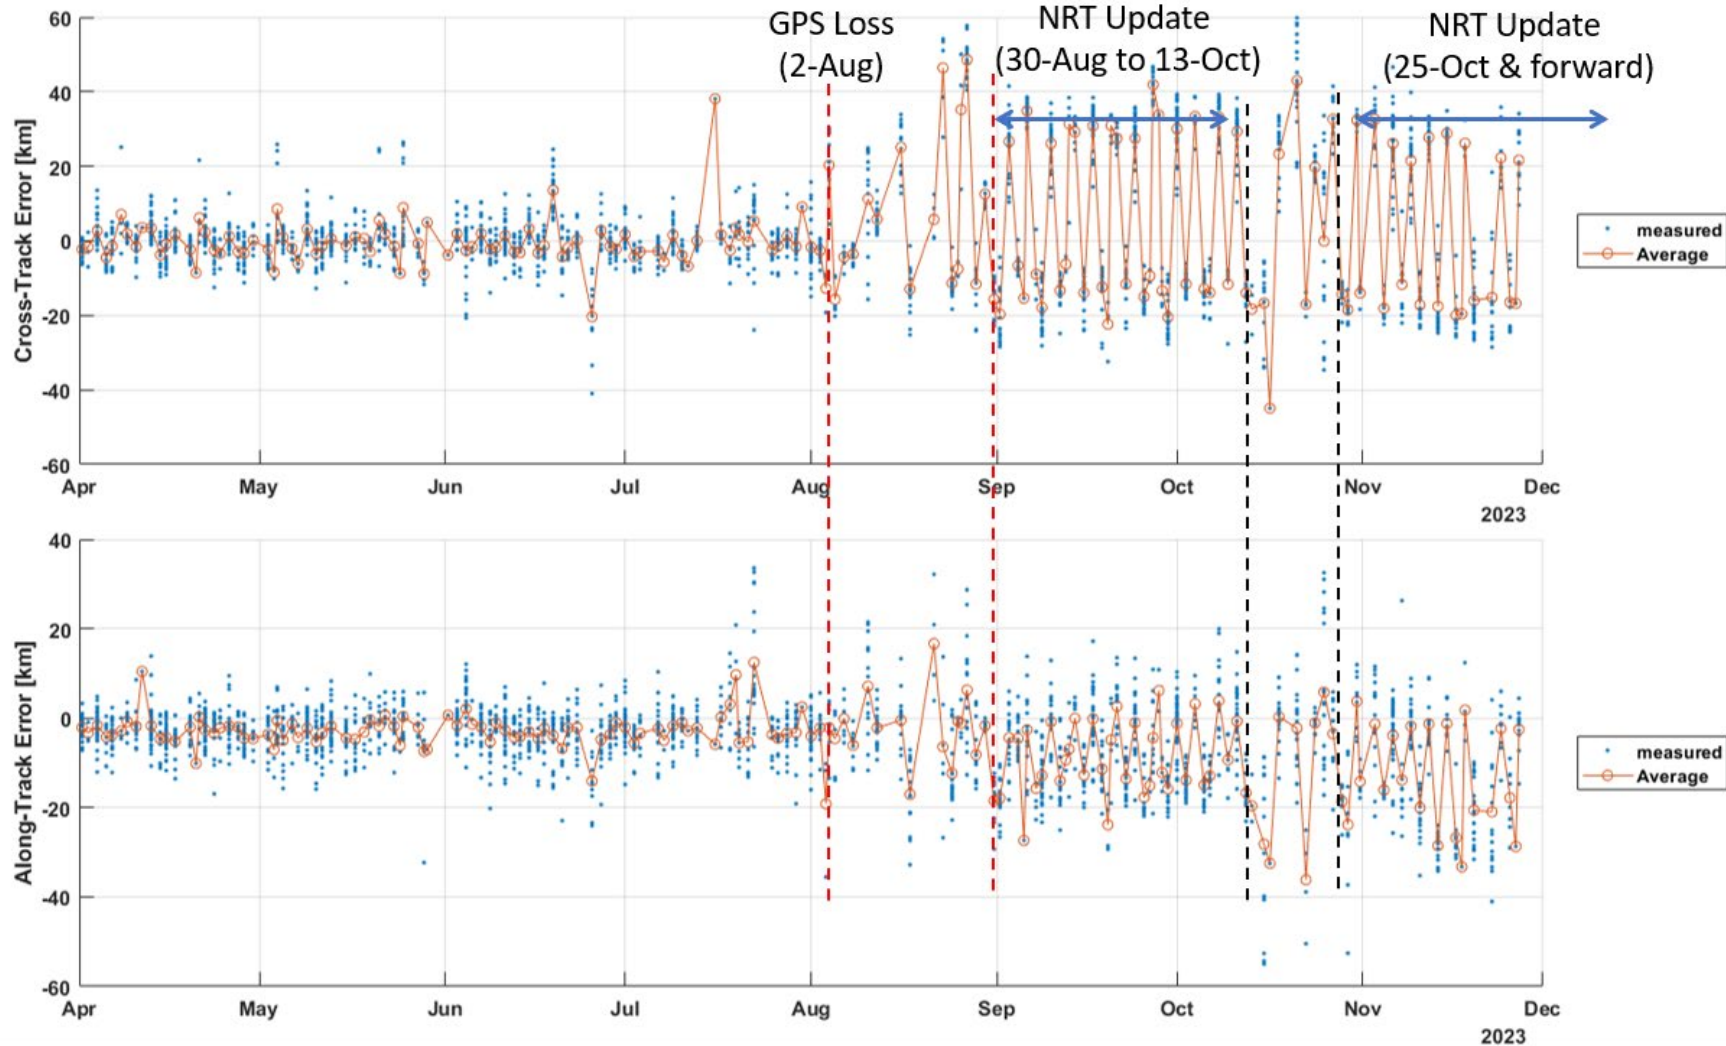 GPS Loss
(2-Aug)
NRT Update
(30-Aug to 13-Oct)
NRT Update
(25-Oct & forward)
Cross-Track Error [km]
60
40
20
0
-20
-40
-60
Apr May Jun Jul Aug Sep Oct Nov Dec
2023
measured
Average
Along-Track Error [km]
40
20
0
-20
-40
-60
Apr May Jun Jul Aug Sep Oct Nov Dec
2023
measured
Average